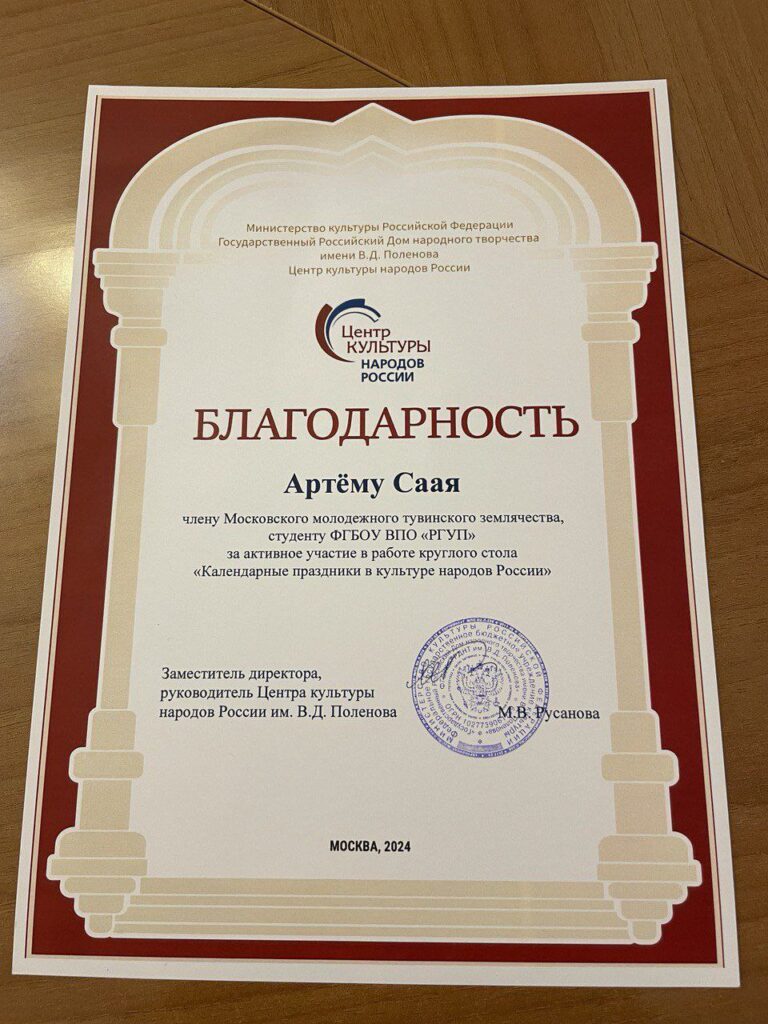 Министерство культуры Российской Федерации
Государственный Российский Дом народного творчества
имени В.Д. Поленова
Центр культуры народов России
Центр
КУЛЬТУРЫ
НАРОДОВ
РОССИИ
БЛАГОДАРНОСТЬ
Артёму Саая
члену Московского молодежного тувинского землячества,
студенту ФГБОУ ВПО «РГУП»
за активное участие в работе круглого стола
«Календарные праздники в культуре народов России»
Заместитель директора,
руководитель Центра культуры
народов России им. В.Д. Поленова
М.В. Русанова
МОСКВА, 2024